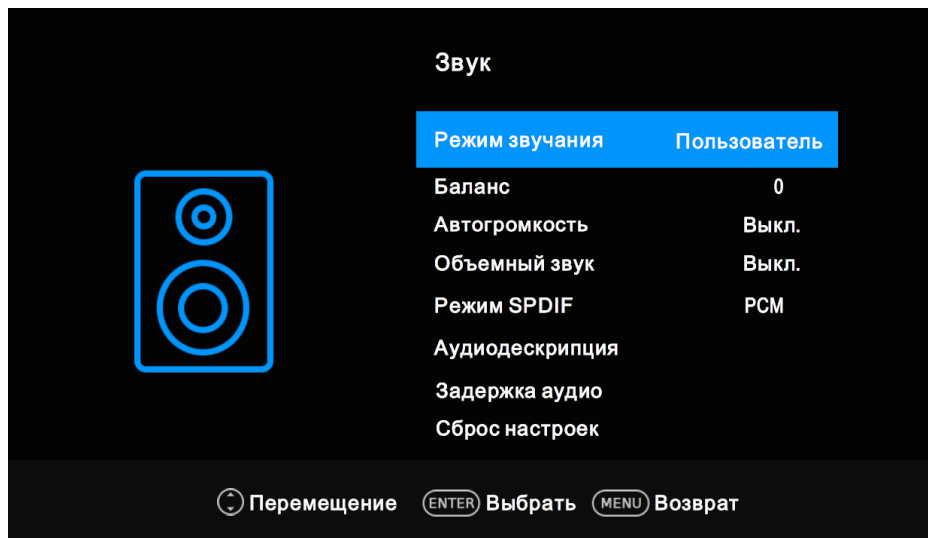 Звук
Режим звучания Пользователь
Баланс 0
Автогромкость Выкл.
Объемный звук Выкл.
Режим SPDIF PCM
Аудиодескрипция
Задержка аудио
Сброс настроек
Перемещение ENTER Выбрать MENU Возврат